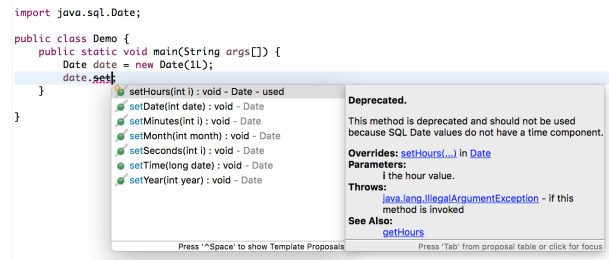 import java.sql.Date;
public class Demo {
public static void main(String args[]) {
Date date = new Date(1L);
date.set;
}
}
setHours(int i) : void - Date - used
setDate(int date) : void - Date
setMinutes(int i) : void - Date
setMonth(int month) : void - Date
setSeconds(int i) : void - Date
setTime(long date) : void - Date
setYear(int year) : void - Date
Press '^Space' to show Template Proposals
Deprecated.
This method is deprecated and should not be used
because SQL Date values do not have a time component.
Overrides: setHours(...) in Date
Parameters:
i the hour value.
Throws:
java.lang.IllegalArgumentException - if this
method is invoked
See Also:
getHours
Press 'Tab' from proposal table or click for focus